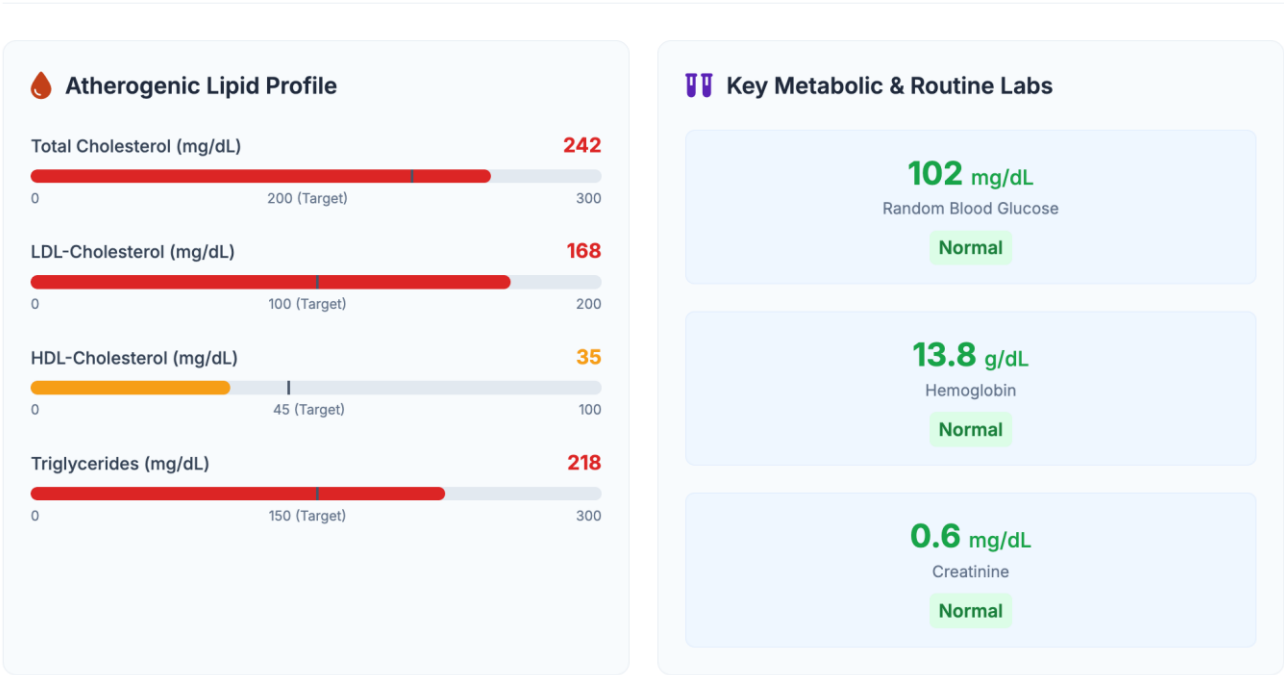 Atherogenic Lipid Profile
Total Cholesterol (mg/dL) 242
0 200 (Target) 300
LDL-Cholesterol (mg/dL) 168
0 100 (Target) 200
HDL-Cholesterol (mg/dL) 35
0 45 (Target) 100
Triglycerides (mg/dL) 218
0 150 (Target) 300
Key Metabolic & Routine Labs
102 mg/dL
Random Blood Glucose
Normal
13.8 g/dL
Hemoglobin
Normal
0.6 mg/dL
Creatinine
Normal